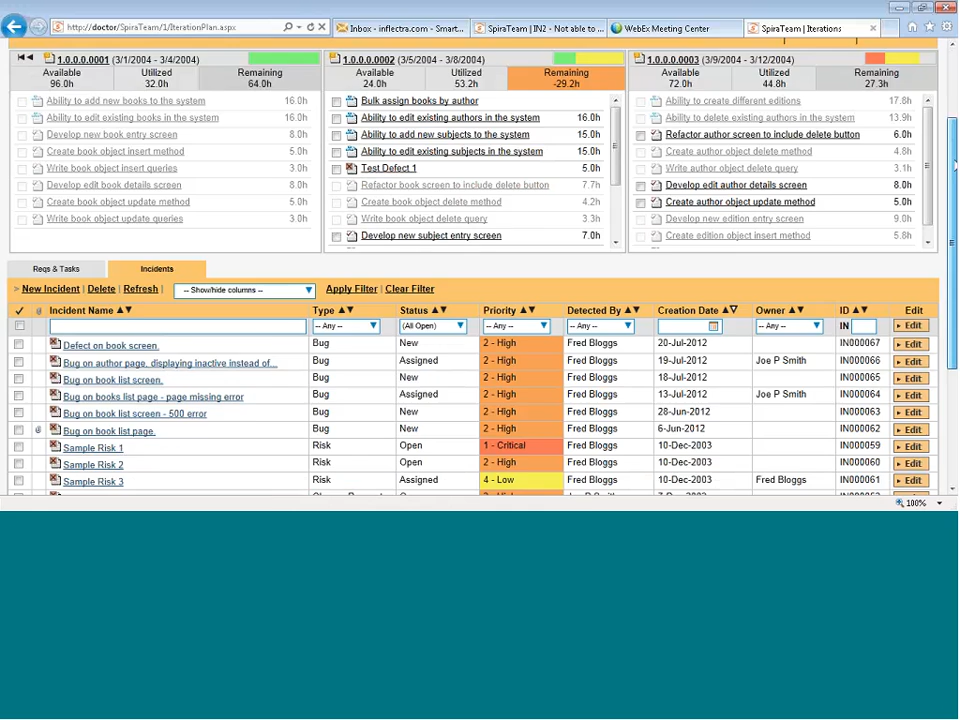 http://doctor/SpiraTeam/1/IterationPlan.aspx
Inbox - inflectra.com - Smart...
SpiraTeam | IN2 - Not able to ...
WebEx Meeting Center
SpiraTeam | Iterations
1.0.0.0.0001 (3/1/2004 - 3/4/2004)
Available Utilized Remaining
96.0h 32.0h 64.0h
Ability to add new books to the system 16.0h
Ability to edit existing books in the system 16.0h
Develop new book entry screen 8.0h
Create book object insert method 5.0h
Write book object insert queries 3.0h
Develop edit book details screen 8.0h
Create book object update method 5.0h
Write book object update queries 3.0h
1.0.0.0.0002 (3/5/2004 - 3/8/2004)
Available Utilized Remaining
24.0h 53.2h -29.2h
Bulk assign books by author
Ability to edit existing authors in the system 16.0h
Ability to add new subjects to the system 15.0h
Ability to edit existing subjects in the system 15.0h
Test Defect 1 5.0h
Refactor book screen to include delete button 7.7h
Create book object delete method 4.2h
Write book object delete query 3.3h
Develop new subject entry screen 7.0h
1.0.0.0.0003 (3/9/2004 - 3/12/2004)
Available Utilized Remaining
72.0h 44.8h 27.3h
Ability to create different editions 17.8h
Ability to delete existing authors in the system 13.9h
Refactor author screen to include delete button 6.0h
Create author object delete method 4.8h
Write author object delete query 3.1h
Develop edit author details screen 8.0h
Create author object update method 5.0h
Develop new edition entry screen 9.0h
Create edition object insert method 5.8h
Reqs & Tasks Incidents
> New Incident | Delete | Refresh | -- Show/hide columns -- Apply Filter | Clear Filter
Incident Name Type Status Priority Detected By Creation Date Owner ID Edit
-- Any -- (All Open) -- Any -- -- Any -- -- Any -- IN Edit
Defect on book screen. Bug New 2 - High Fred Bloggs 20-Jul-2012 IN000067 Edit
Bug on author page, displaying inactive instead of... Bug Assigned 2 - High Fred Bloggs 19-Jul-2012 Joe P Smith IN000066 Edit
Bug on book list screen. Bug New 2 - High Fred Bloggs 18-Jul-2012 IN000065 Edit
Bug on books list page - page missing error Bug Assigned 2 - High Fred Bloggs 13-Jul-2012 Joe P Smith IN000064 Edit
Bug on book list screen - 500 error Bug New 2 - High Fred Bloggs 28-Jun-2012 IN000063 Edit
Bug on book list page. Bug New 2 - High Fred Bloggs 6-Jun-2012 IN000062 Edit
Sample Risk 1 Risk Open 1 - Critical Fred Bloggs 10-Dec-2003 IN000059 Edit
Sample Risk 2 Risk Open 2 - High Fred Bloggs 10-Dec-2003 IN000060 Edit
Sample Risk 3 Risk Assigned 4 - Low Fred Bloggs 10-Dec-2003 Fred Bloggs IN000061 Edit
100%